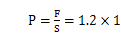 P = F/S = 1.2 × 1